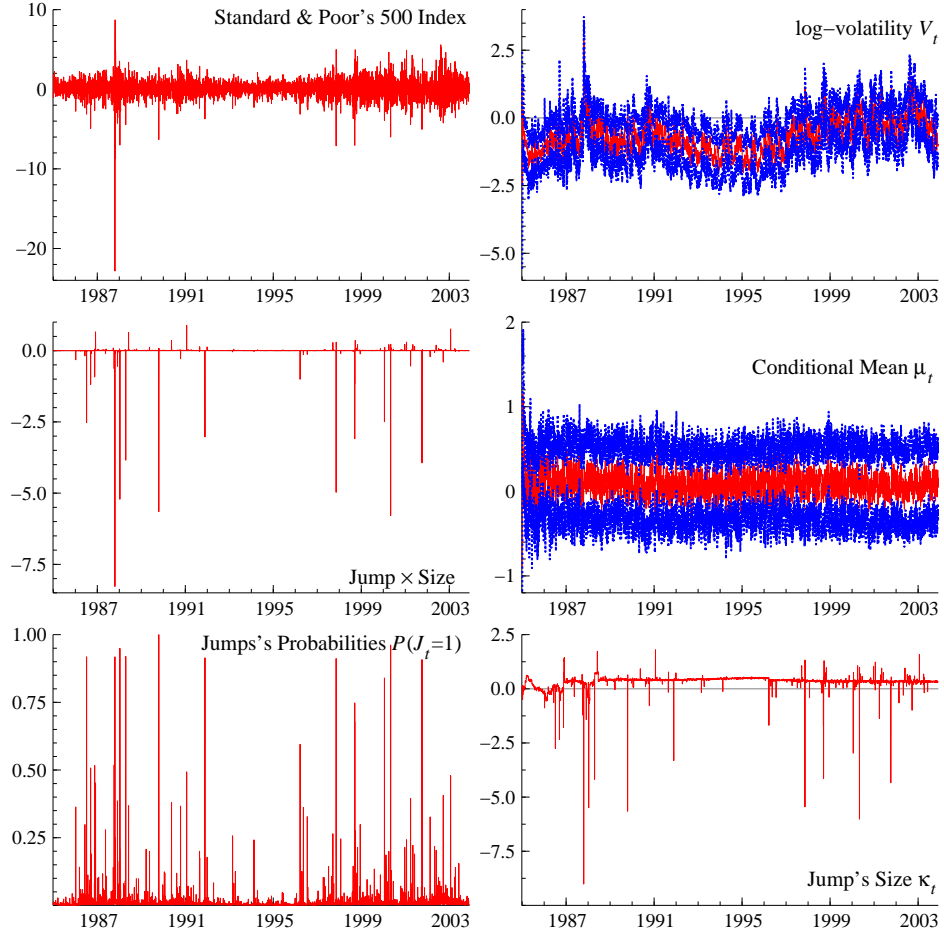 Standard & Poor's 500 Index
10
0
−10
−20
1987 1991 1995 1999 2003
log−volatility V_t
2.5
0.0
−2.5
−5.0
1987 1991 1995 1999 2003
0.0
−2.5
−5.0
−7.5
Jump × Size
1987 1991 1995 1999 2003
2
Conditional Mean μ_t
1
0
−1
1987 1991 1995 1999 2003
1.00
Jumps's Probabilities P(J_t=1)
0.75
0.50
0.25
1987 1991 1995 1999 2003
2.5
0.0
−2.5
−5.0
−7.5
Jump's Size κ_t
1987 1991 1995 1999 2003